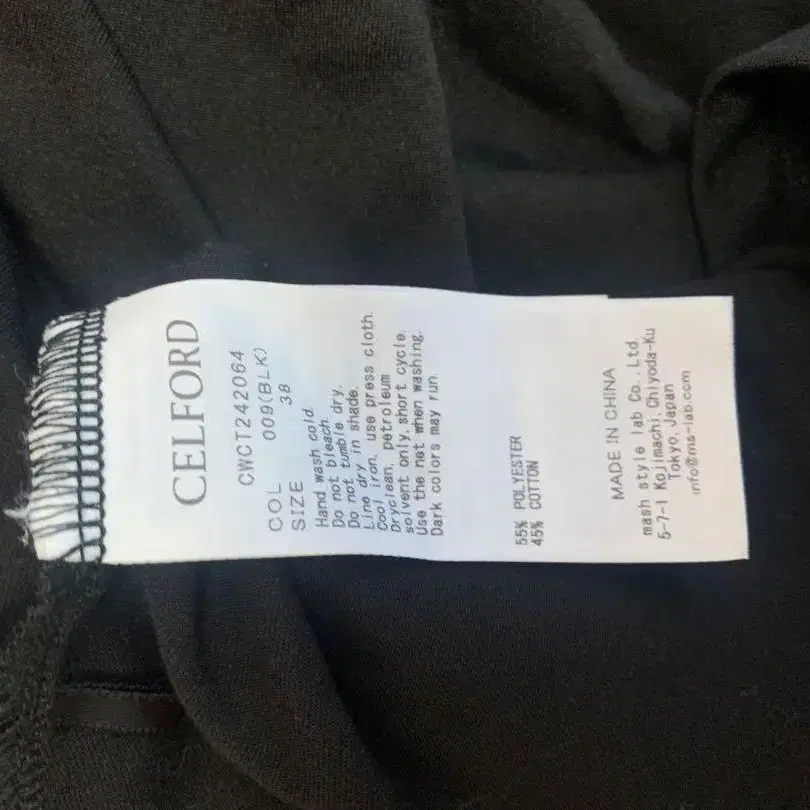 CELFORD
CWCT242064
COL 009(BLK)
SIZE 38
Hand wash cold.
Do not bleach.
Do not tumble dry.
Line dry in shade.
Cool iron, use press cloth.
Dryclean, petroleum
solvent only, short cycle.
Use the net when washing.
Dark colors may run.
55% POLYESTER
45% COTTON
MADE IN CHINA
mash style lab Co.,Ltd.
5-7-1 Kojimachi,Chiyoda-Ku
Tokyo,Japan
info@ms-lab.com